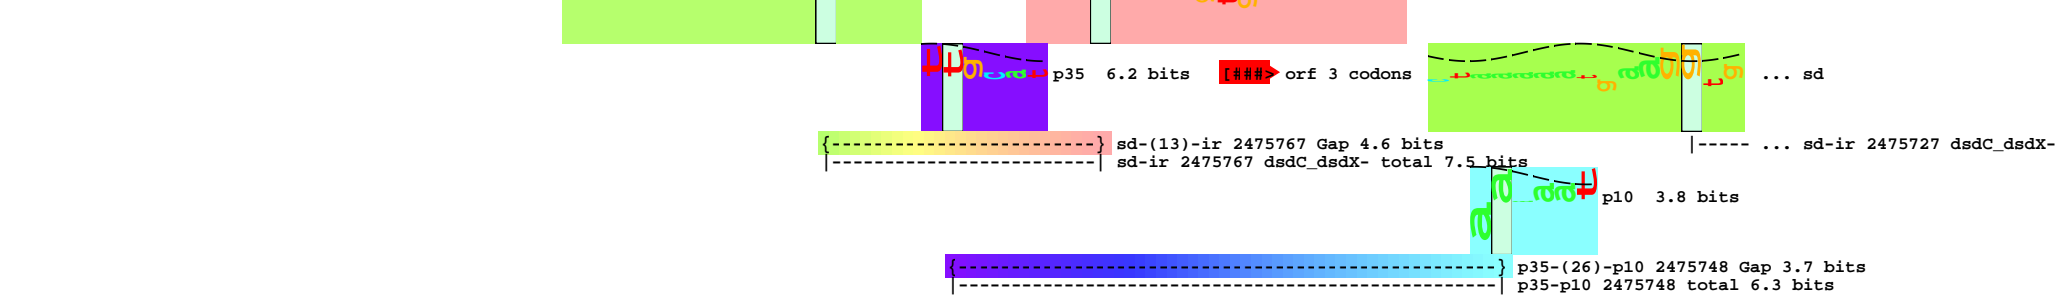 p35 6.2 bits [###> orf 3 codons ... sd
{-------------------------} sd-(13)-ir 2475767 Gap 4.6 bits |----- ... sd-ir 2475727 dsdC_dsdX-
|-------------------------| sd-ir 2475767 dsdC_dsdX- total 7.5 bits
p10 3.8 bits
{---------------------------------------------------} p35-(26)-p10 2475748 Gap 3.7 bits
|---------------------------------------------------| p35-p10 2475748 total 6.3 bits